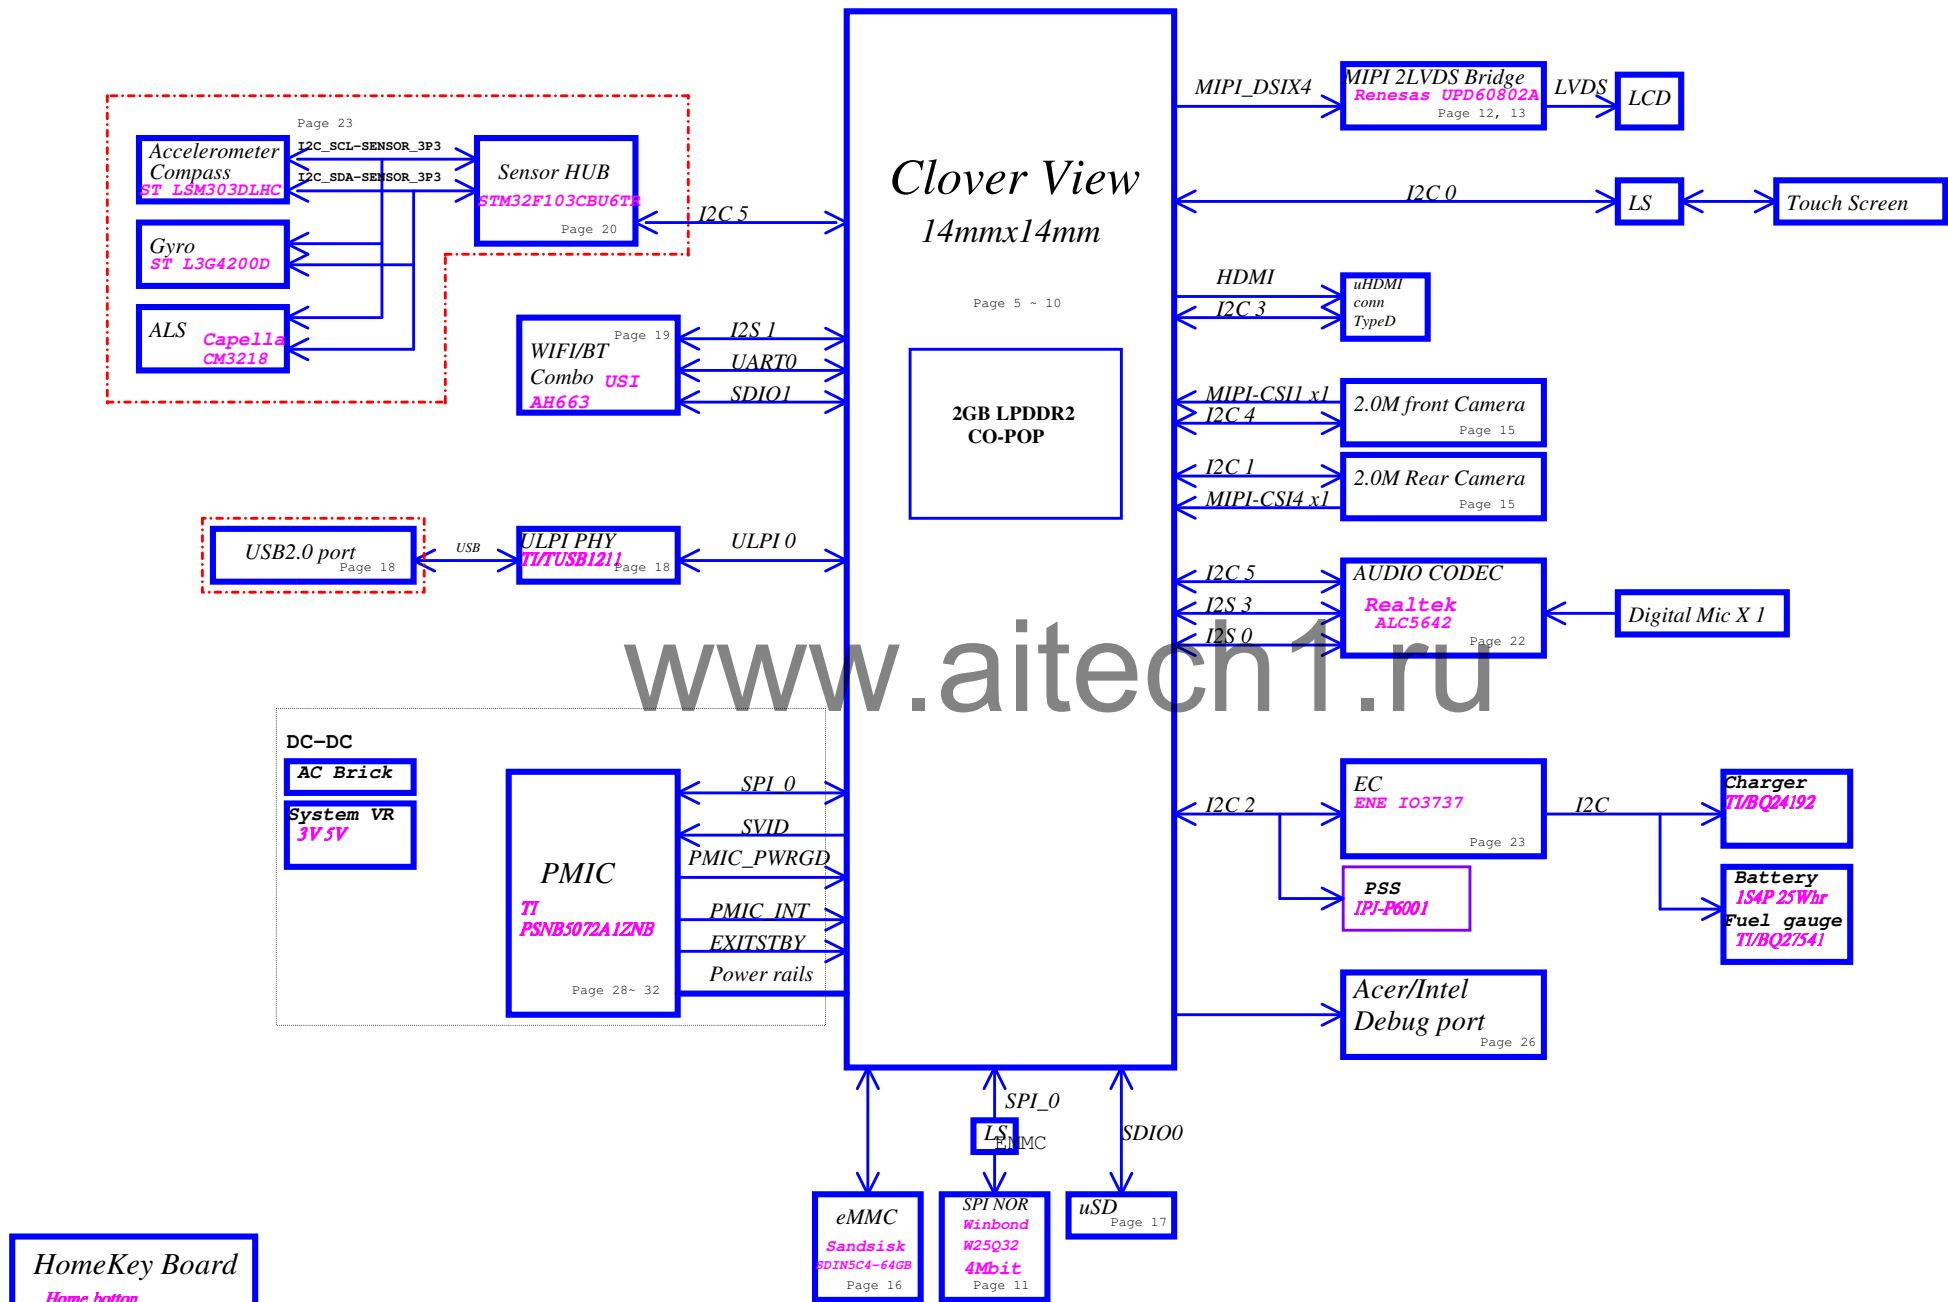 Page 23
Accelerometer
Compass
ST LSM303DLHC
I2C_SCL-SENSOR_3P3
I2C_SDA-SENSOR_3P3
Sensor HUB
STM32F103CBU6TR
Page 20
Gyro
ST L3G4200D
ALS
Capella
CM3218
I2C 5
WIFI/BT
Combo USI
AH663
Page 19
I2S 1
UART0
SDIO1
USB2.0 port
Page 18
USB
ULPI PHY
TI/TUSB1211
Page 18
ULPI 0
DC-DC
AC Brick
System VR
3V 5V
PMIC
TI
PSNB5072A1ZNB
Page 28~ 32
SPI_0
SVID
PMIC_PWRGD
PMIC_INT
EXITSTBY
Power rails
Clover View
14mmx14mm
Page 5 ~ 10
2GB LPDDR2
CO-POP
www.aitech1.ru
MIPI_DSIX4
MIPI 2LVDS Bridge
Renesas UPD60802A
Page 12, 13
LVDS
LCD
I2C 0
LS
Touch Screen
HDMI
I2C 3
uHDMI
conn
TypeD
MIPI-CSI1 x1
I2C 4
2.0M front Camera
Page 15
I2C 1
MIPI-CSI4 x1
2.0M Rear Camera
Page 15
I2C 5
I2S 3
I2S 0
AUDIO CODEC
Realtek
ALC5642
Page 22
Digital Mic X 1
I2C 2
EC
ENE IO3737
Page 23
I2C
Charger
TI/BQ24192
PSS
IPJ-P6001
Battery
1S4P 25Whr
Fuel gauge
TI/BQ27541
Acer/Intel
Debug port
Page 26
SPI_0
LS
EMMC
SDIO0
eMMC
Sandsisk
SDIN5C4-64GB
Page 16
SPI NOR
Winbond
W25Q32
4Mbit
Page 11
uSD
Page 17
HomeKey Board
Home botton